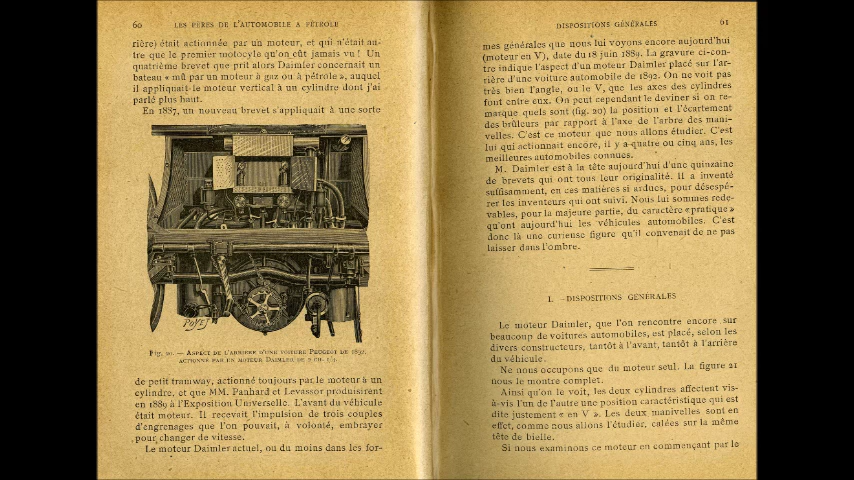 60 LES PÈRES DE L'AUTOMOBILE A PÉTROLE
rière) était actionnée par un moteur, et qui n'était au-
tre que le premier motocyle qu'on eût jamais vu ! Un
quatrième brevet que prit alors Daimler concernait un
bateau « mû par un moteur à gaz ou à pétrole », auquel
il appliquait le moteur vertical à un cylindre dont j'ai
parlé plus haut.
En 1887, un nouveau brevet s'appliquait à une sorte
POYET
Fig. 20. — ASPECT DE L'ARRIÈRE D'UNE VOITURE PEUGEOT DE 1892,
ACTIONNÉE PAR UN MOTEUR DAIMLER DE 2 CH.
de petit tramway, actionné toujours par le moteur à un
cylindre, et que MM. Panhard et Levassor produisirent
en 1889 à l'Exposition Universelle. L'avant du véhicule
était moteur. Il recevait l'impulsion de trois couples
d'engrenages que l'on pouvait, à volonté, embrayer
pour changer de vitesse.
Le moteur Daimler actuel, ou du moins dans les for-
DISPOSITIONS GÉNÉRALES 61
mes générales que nous lui voyons encore aujourd'hui
(moteur en V), date du 18 juin 1889. La gravure ci-con-
tre indique l'aspect d'un moteur Daimler placé sur l'ar-
rière d'une voiture automobile de 1892. On ne voit pas
très bien l'angle, ou le V, que les axes des cylindres
font entre eux. On peut cependant le deviner si on re-
marque quels sont (fig. 20) la position et l'écartement
des brûleurs par rapport à l'axe de l'arbre des mani-
velles. C'est ce moteur que nous allons étudier. C'est
lui qui actionnait encore, il y a quatre ou cinq ans, les
meilleures automobiles connues.
M. Daimler est à la tête aujourd'hui d'une quinzaine
de brevets qui ont tous leur originalité. Il a inventé
suffisamment, en ces matières si ardues, pour désespé-
rer les inventeurs qui ont suivi. Nous lui sommes rede-
vables, pour la majeure partie, du caractère « pratique »
qu'ont aujourd'hui les véhicules automobiles. C'est
donc là une curieuse figure qu'il convenait de ne pas
laisser dans l'ombre.
I. — DISPOSITIONS GÉNÉRALES
Le moteur Daimler, que l'on rencontre encore sur
beaucoup de voitures automobiles, est placé, selon les
divers constructeurs, tantôt à l'avant, tantôt à l'arrière
du véhicule.
Ne nous occupons que du moteur seul. La figure 21
nous le montre complet.
Ainsi qu'on le voit, les deux cylindres affectent vis-
à-vis l'un de l'autre une position caractéristique qui est
dite justement « en V ». Les deux manivelles sont en
effet, comme nous allons l'étudier, calées sur la même
tête de bielle.
Si nous examinons ce moteur en commençant par le